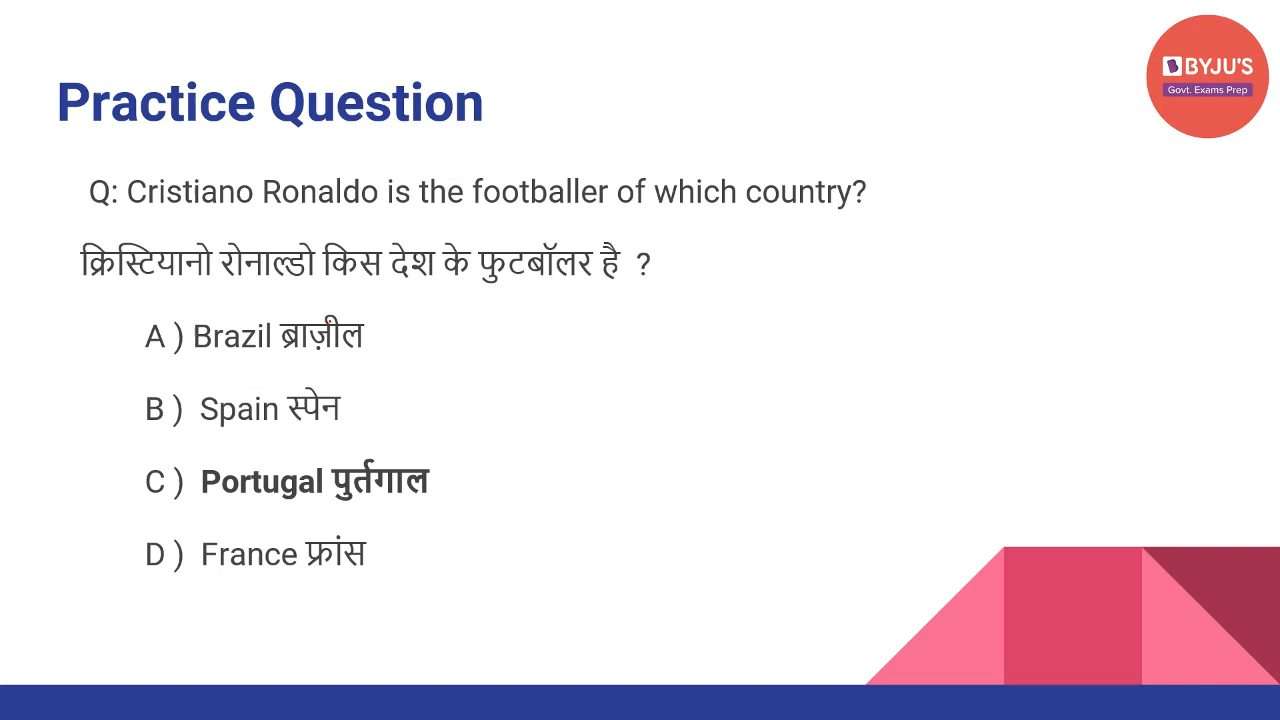 BYJU'S
Govt. Exams Prep
Practice Question
Q: Cristiano Ronaldo is the footballer of which country?
क्रिस्टियानो रोनाल्डो किस देश के फुटबॉलर है ?
A ) Brazil ब्राज़ील
B ) Spain स्पेन
C ) Portugal पुर्तगाल
D ) France फ्रांस